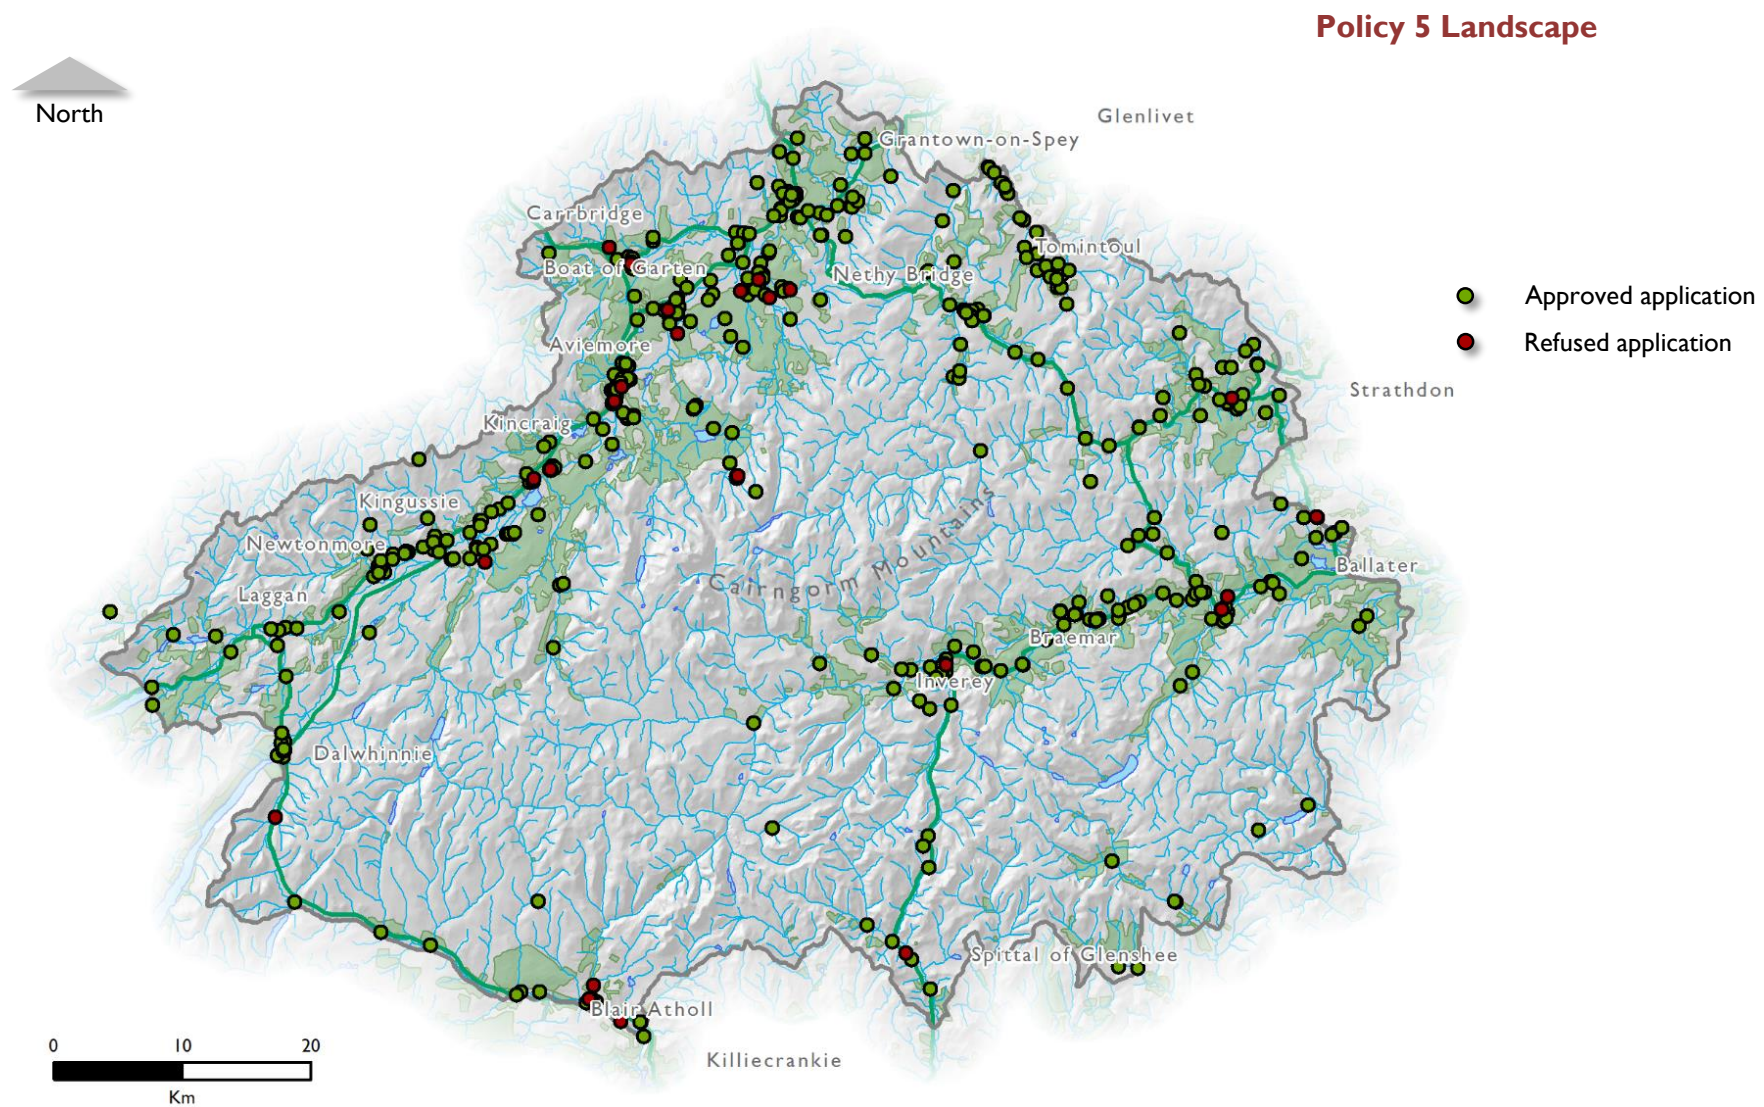 Policy 5 Landscape
North
Glenlivet
Grantown-on-Spey
Carrbridge
Tomintoul
Boat of Garten
Nethy Bridge
Approved application
Refused application
Aviemore
Strathdon
Kincraig
Kingussie
Cairngorm Mountains
Newtonmore
Ballater
Laggan
Braemar
Inverey
Dalwhinnie
Spittal of Glenshee
Blair Atholl
Killiecrankie
0 10 20
Km